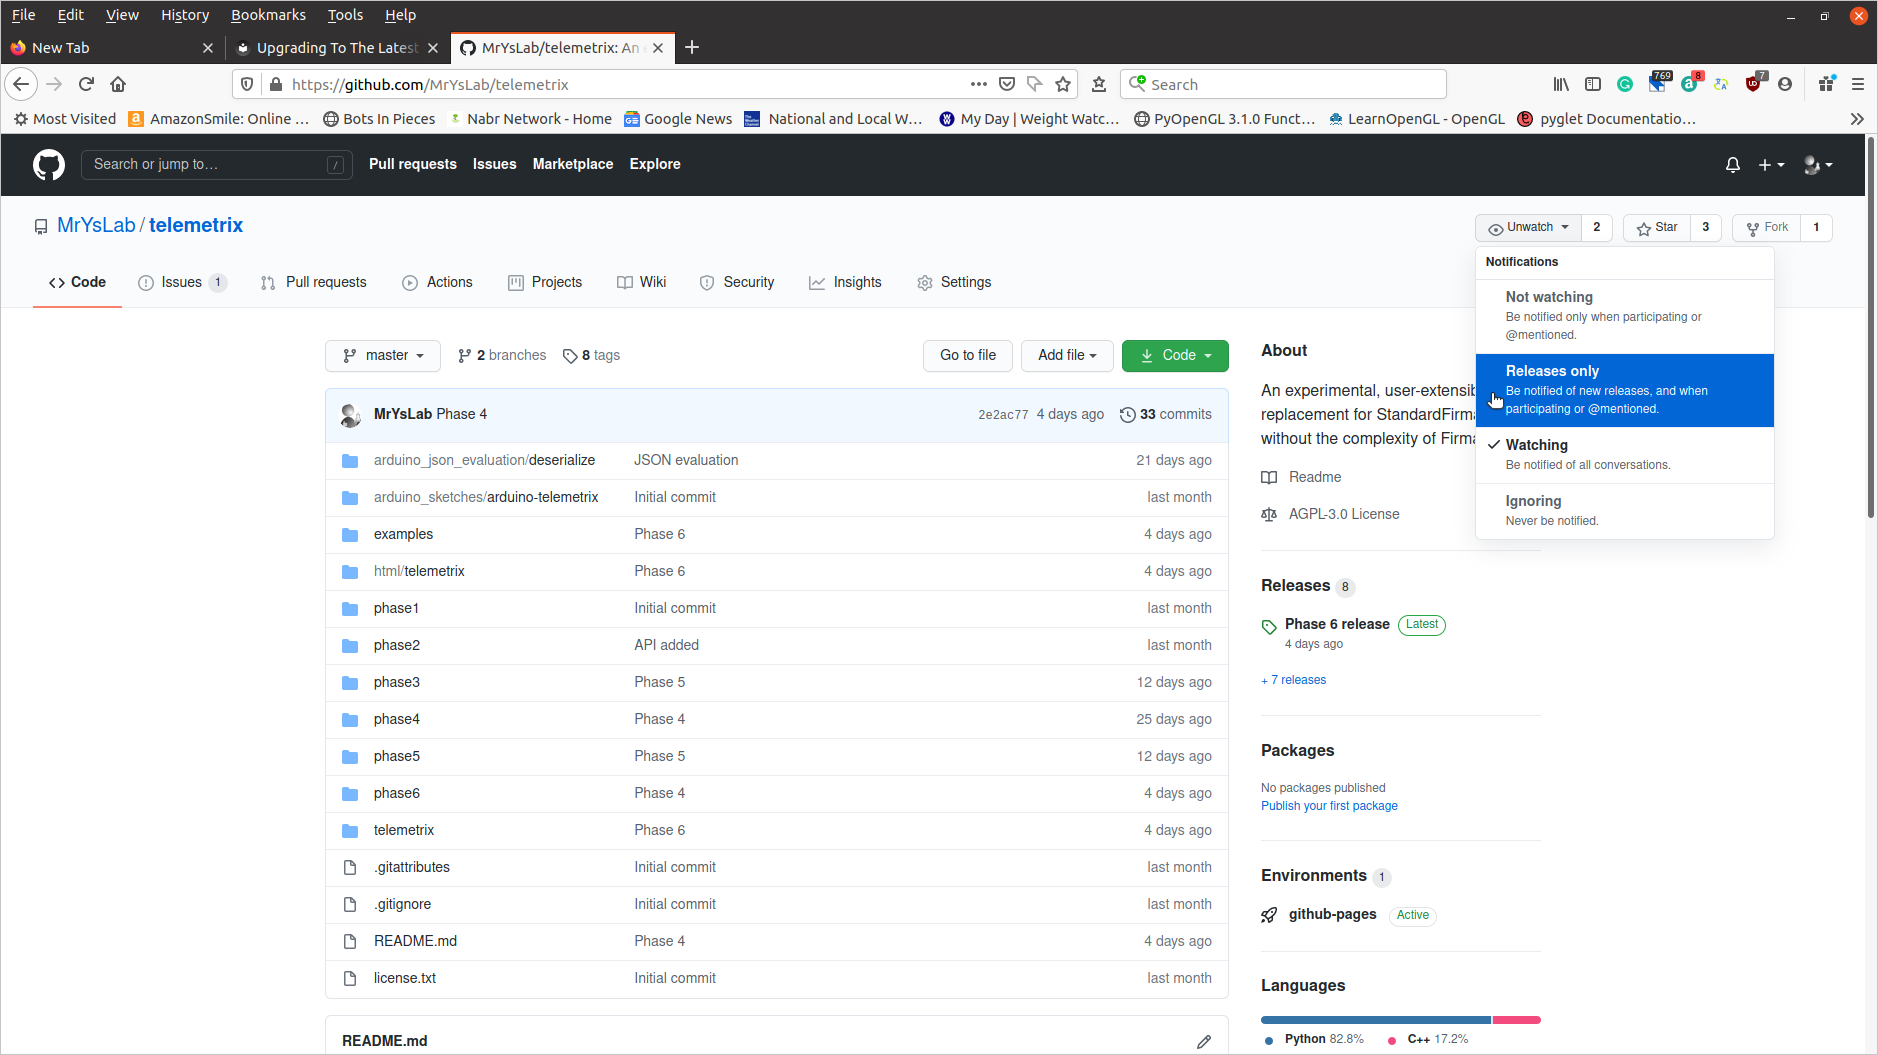 File Edit View History Bookmarks Tools Help
New Tab
Upgrading To The Latest
MrYsLab/telemetrix: An
https://github.com/MrYsLab/telemetrix
Search
769
8
7
Most Visited
AmazonSmile: Online ...
Bots In Pieces
Nabr Network - Home
Google News
National and Local W...
My Day | Weight Watc...
PyOpenGL 3.1.0 Funct...
LearnOpenGL - OpenGL
pyglet Documentatio...
Search or jump to...
/
Pull requests Issues Marketplace Explore
MrYsLab / telemetrix
Unwatch 2
Star 3
Fork 1
Code
Issues 1
Pull requests
Actions
Projects
Wiki
Security
Insights
Settings
Notifications
Not watching
Be notified only when participating or
@mentioned.
Releases only
Be notified of new releases, and when
participating or @mentioned.
Watching
Be notified of all conversations.
Ignoring
Never be notified.
master
2 branches
8 tags
Go to file
Add file
Code
MrYsLab Phase 4 2e2ac77 4 days ago 33 commits
arduino_json_evaluation/deserialize JSON evaluation 21 days ago
arduino_sketches/arduino-telemetrix Initial commit last month
examples Phase 6 4 days ago
html/telemetrix Phase 6 4 days ago
phase1 Initial commit last month
phase2 API added last month
phase3 Phase 5 12 days ago
phase4 Phase 4 25 days ago
phase5 Phase 5 12 days ago
phase6 Phase 4 4 days ago
telemetrix Phase 6 4 days ago
.gitattributes Initial commit last month
.gitignore Initial commit last month
README.md Phase 4 4 days ago
license.txt Initial commit last month
README.md
About
An experimental, user-extensib
replacement for StandardFirma
without the complexity of Firma
Readme
AGPL-3.0 License
Releases 8
Phase 6 release Latest
4 days ago
+ 7 releases
Packages
No packages published
Publish your first package
Environments 1
github-pages Active
Languages
Python 82.8% C++ 17.2%